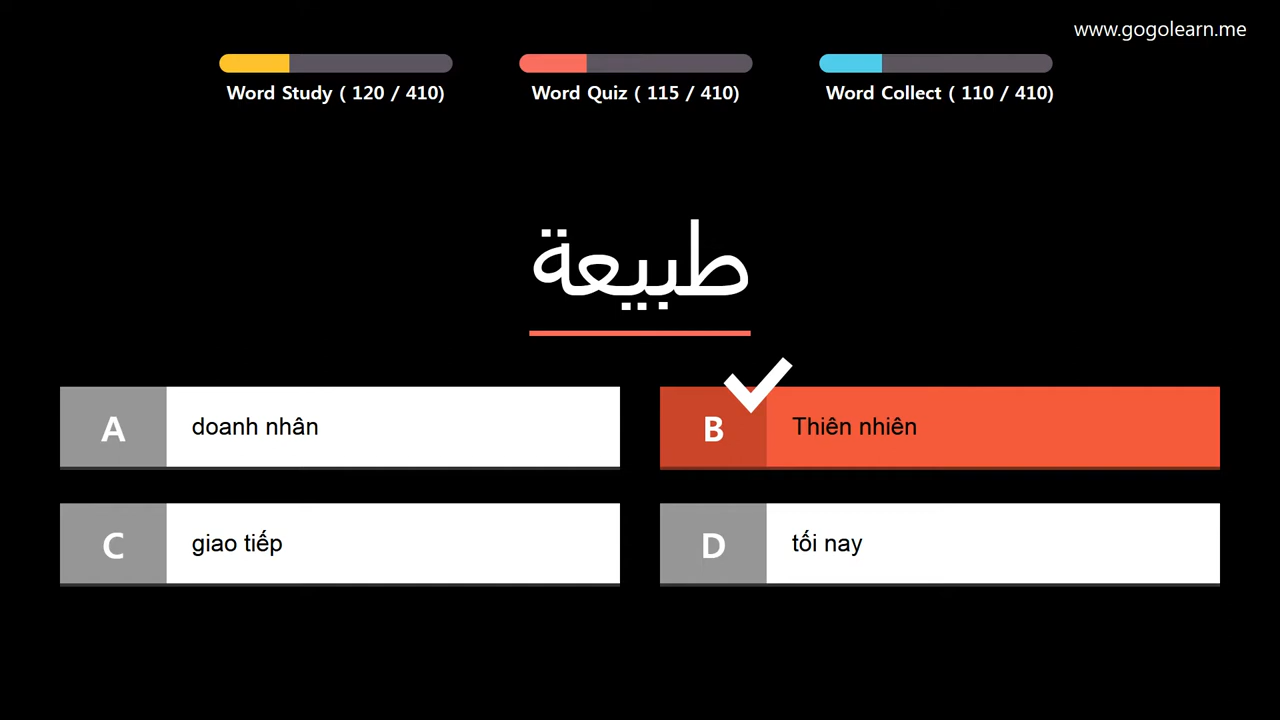 www.gogolearn.me
Word Study ( 120 / 410)
Word Quiz ( 115 / 410)
Word Collect ( 110 / 410)
طبيعة
A doanh nhân
B Thiên nhiên
C giao tiếp
D tối nay